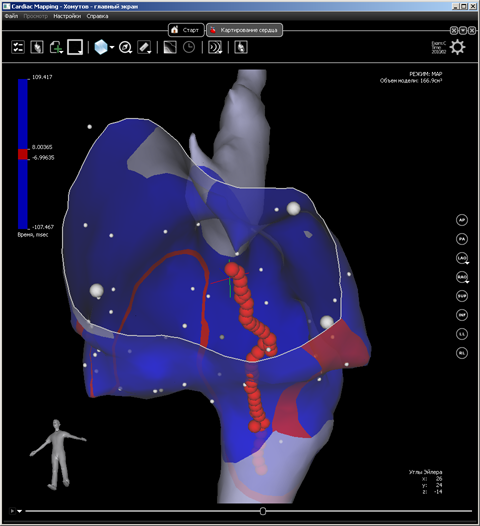 Cardiac Mapping - Хомутов - главный экран
Файл Просмотр Настройки Справка
Старт Картирование сердца
109.417
РЕЖИМ: MAP
Объем модели: 166.9см³
8.00365
-6.99635
-107.467
Время, msec
AP
PA
LAO
RAO
SUP
INF
LL
RL
Углы Эйлера
x: 26
y: 24
z: -14